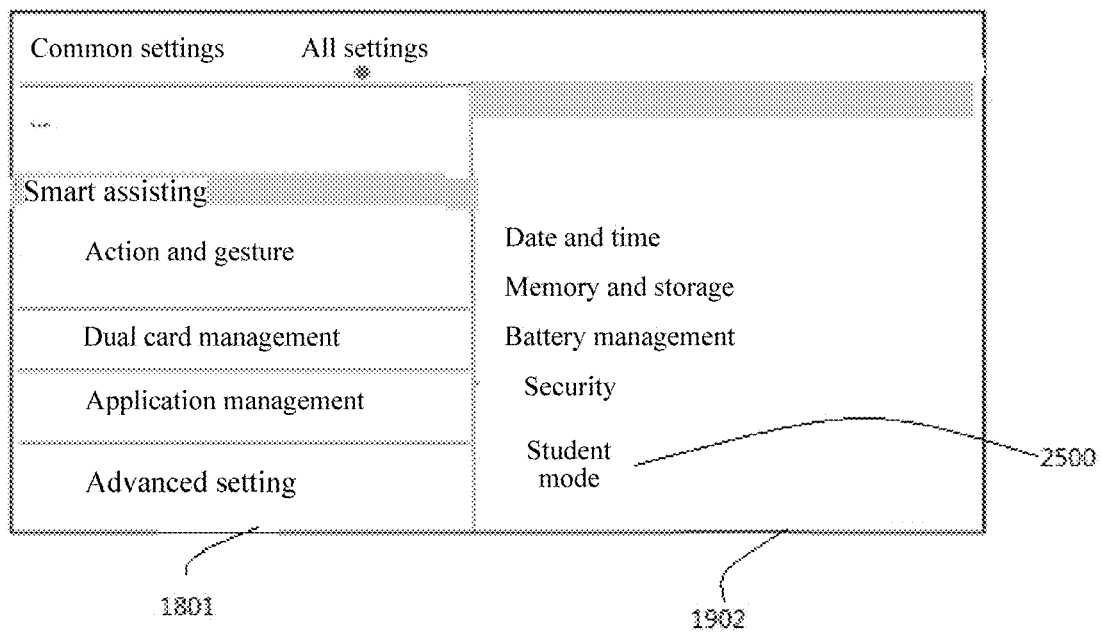 Common settings
All settings
...
Smart assisting
Action and gesture
Dual card management
Application management
Advanced setting
Date and time
Memory and storage
Battery management
Security
Student
mode
2500
1801
1902